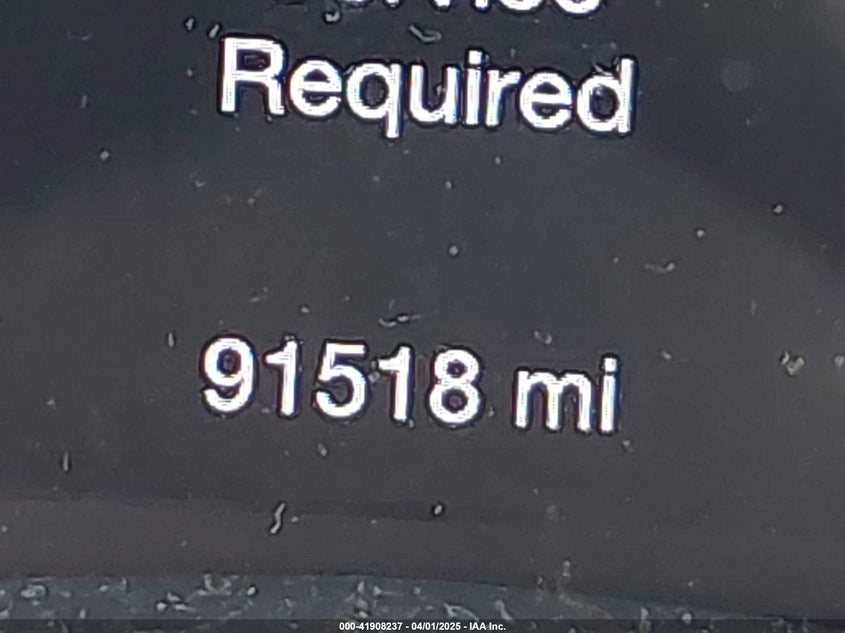 Required
91518 mi
000-41908237 - 04/01/2025 - IAA Inc.